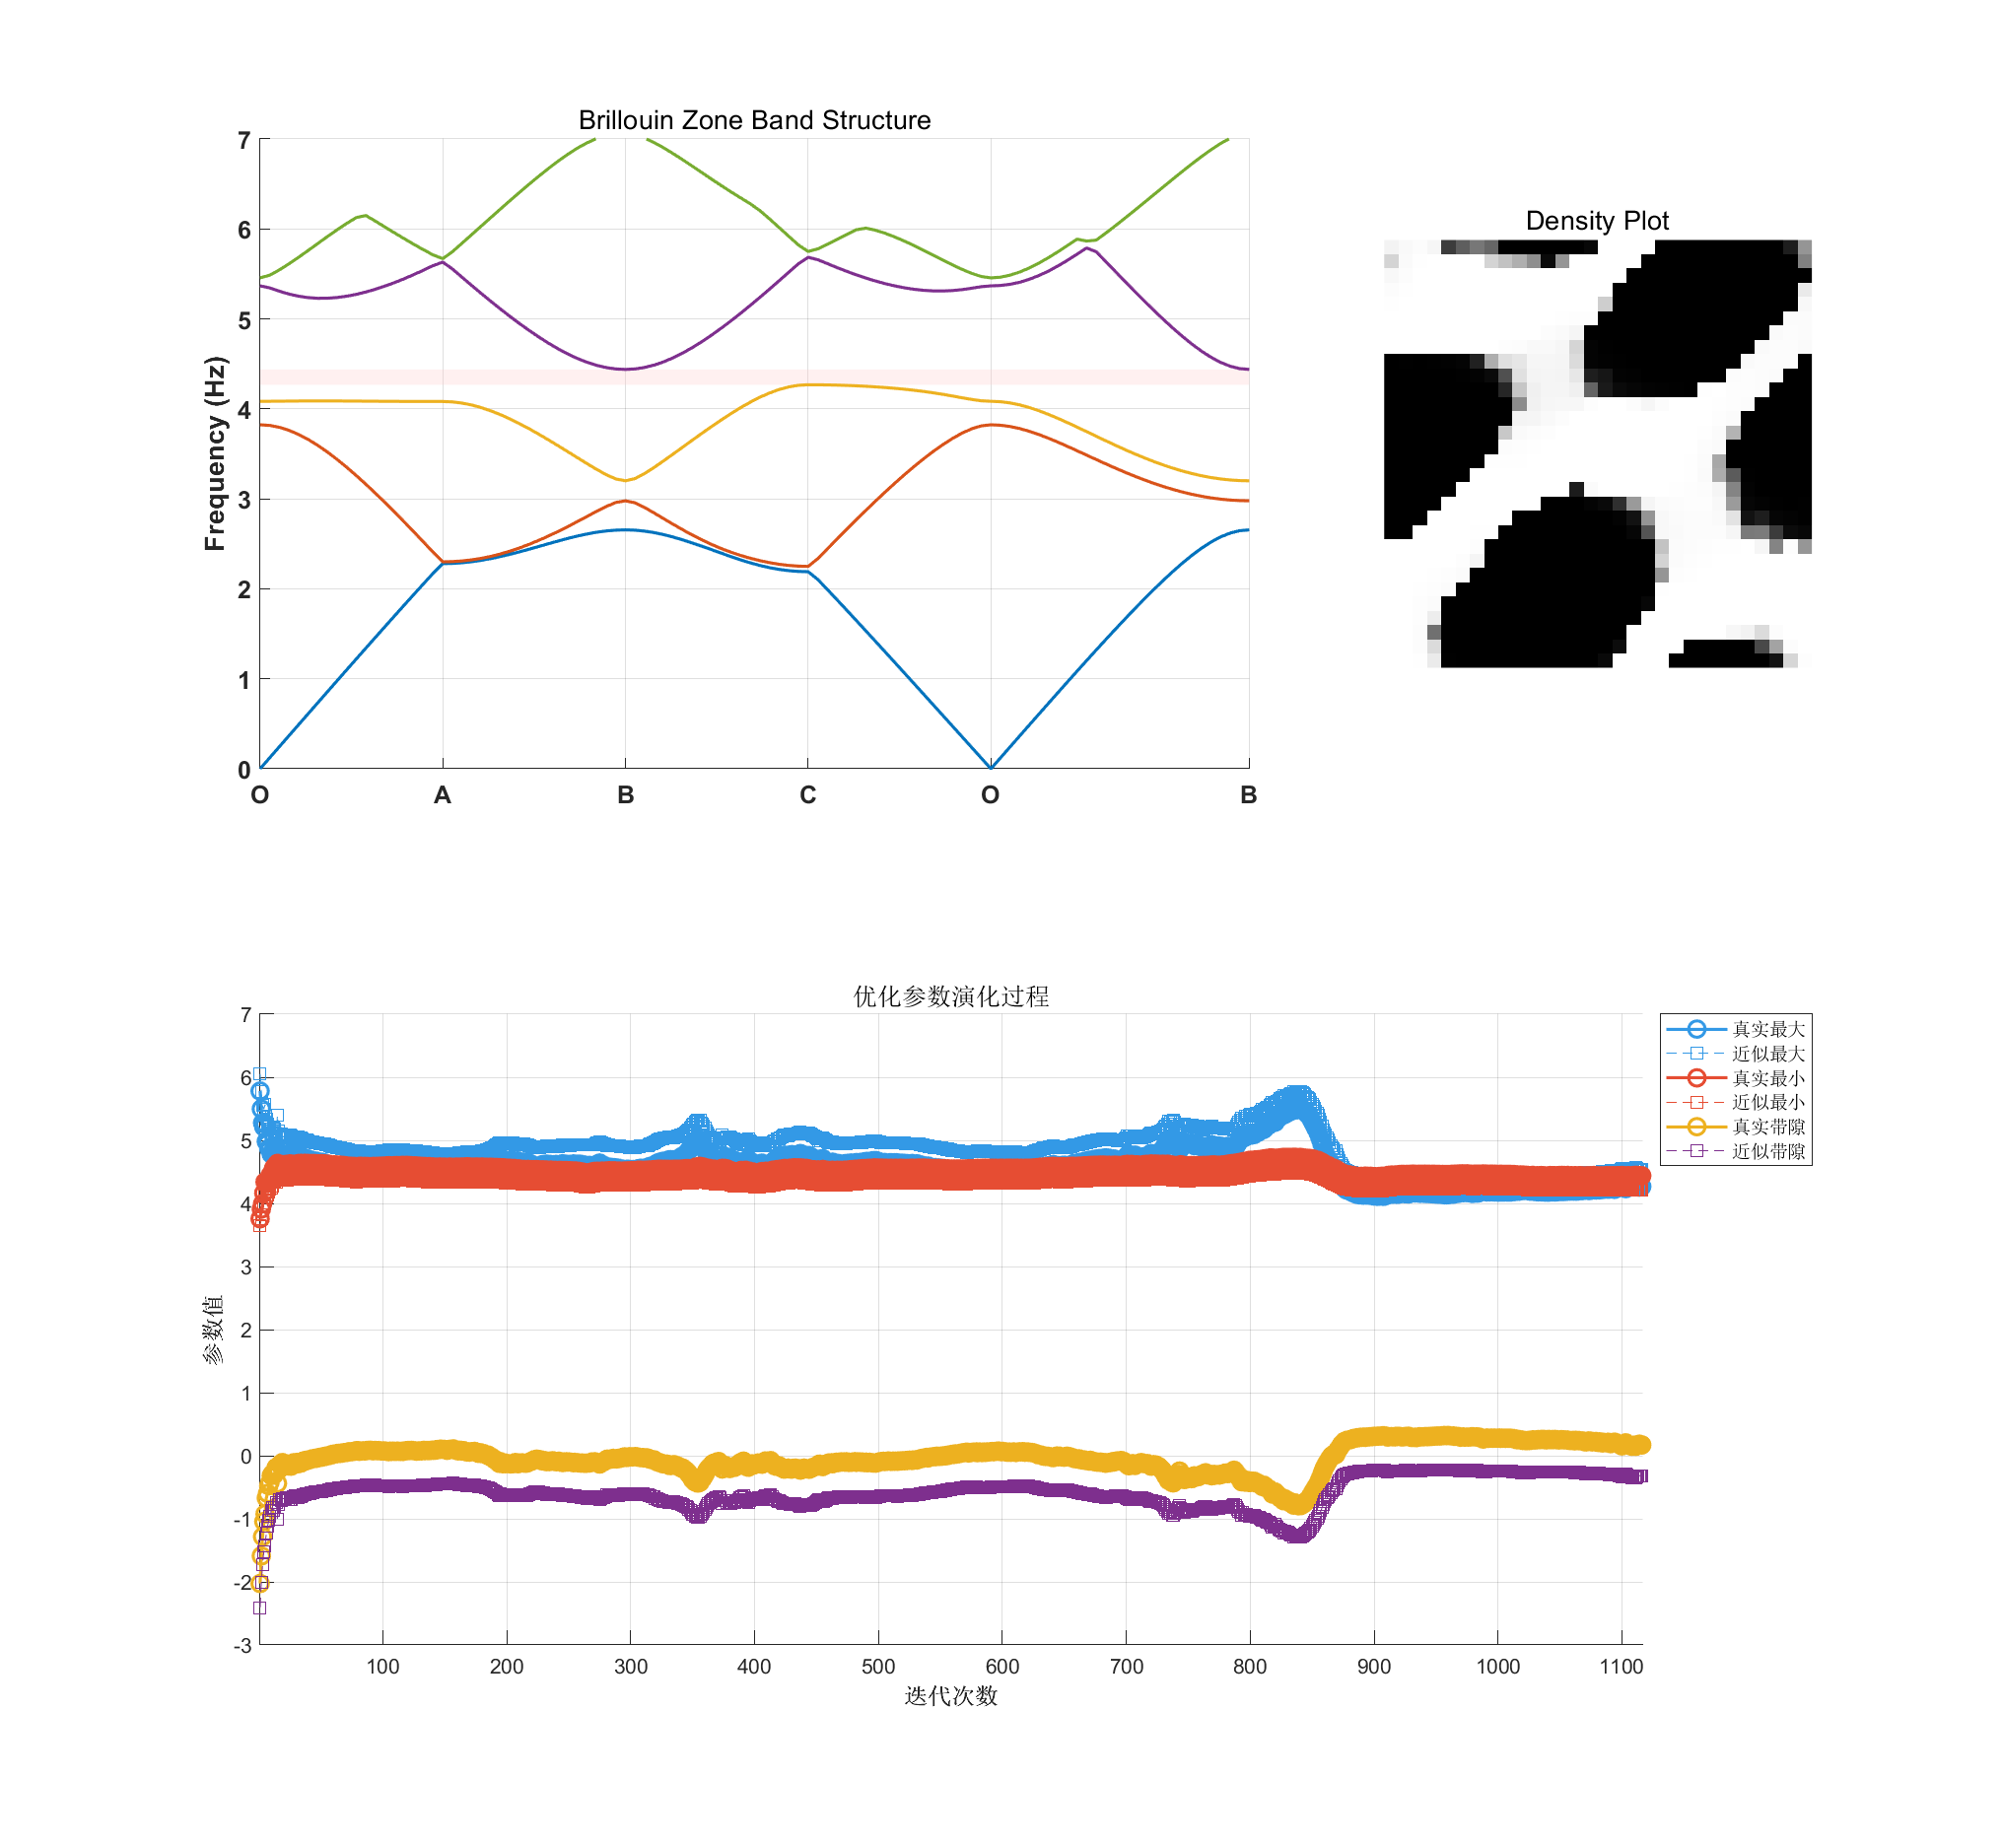 Brillouin Zone Band Structure
7
6
5
4
3
2
1
0
Frequency (Hz)
O A B C O B
Density Plot
优化参数演化过程
7
6
5
4
3
2
1
0
-1
-2
-3
参数值
100 200 300 400 500 600 700 800 900 1000 1100
迭代次数
真实最大
近似最大
真实最小
近似最小
真实带隙
近似带隙